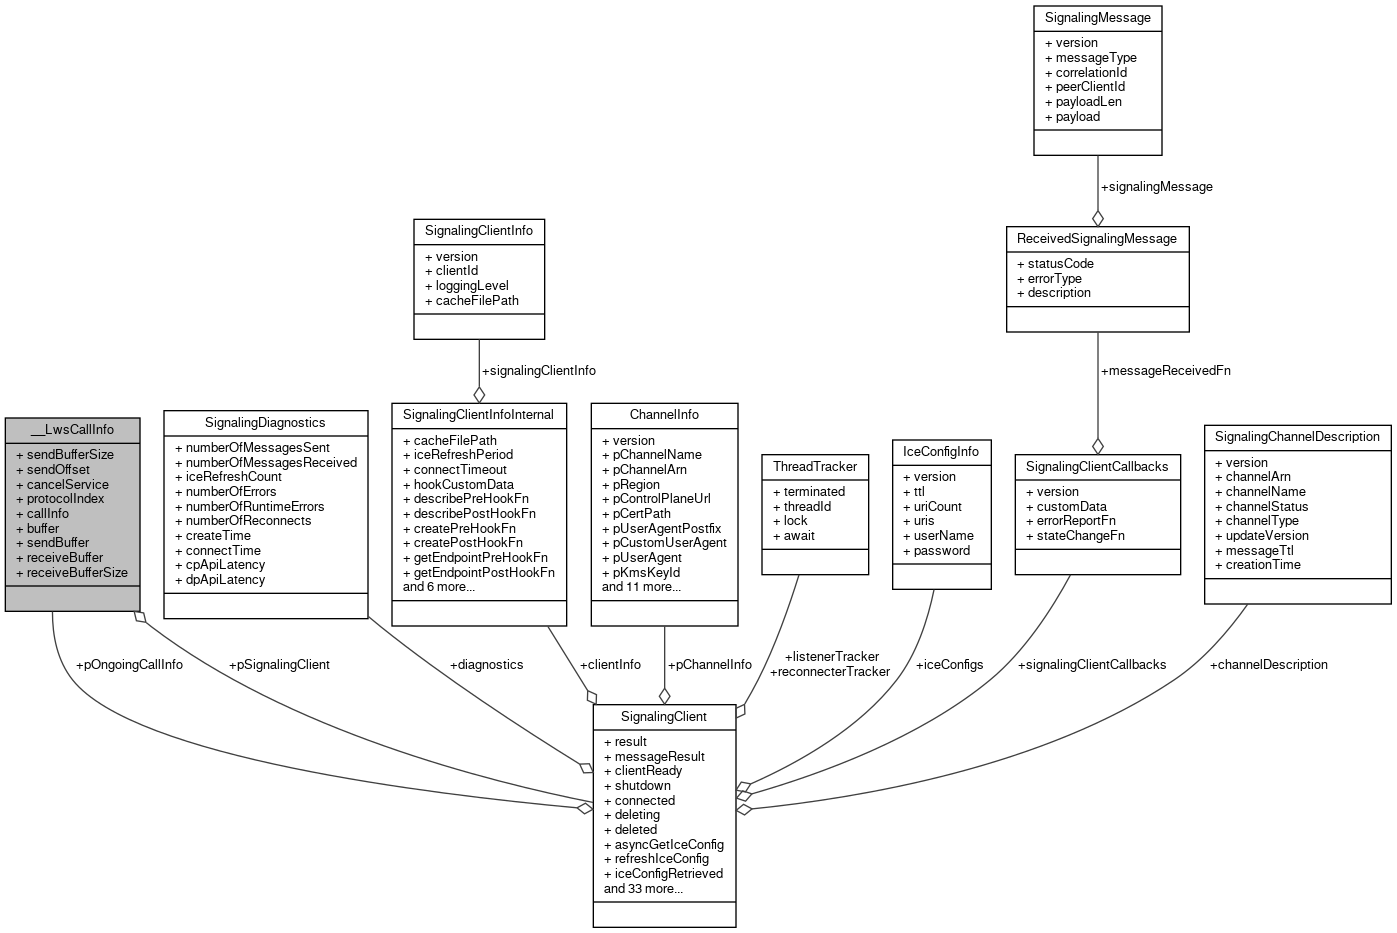 SignalingMessage
+ version
+ messageType
+ correlationId
+ peerClientId
+ payloadLen
+ payload
+signalingMessage
SignalingClientInfo
+ version
+ clientId
+ loggingLevel
+ cacheFilePath
ReceivedSignalingMessage
+ statusCode
+ errorType
+ description
+signalingClientInfo
+messageReceivedFn
__LwsCallInfo
+ sendBufferSize
+ sendOffset
+ cancelService
+ protocolIndex
+ callInfo
+ buffer
+ sendBuffer
+ receiveBuffer
+ receiveBufferSize
SignalingDiagnostics
+ numberOfMessagesSent
+ numberOfMessagesReceived
+ iceRefreshCount
+ numberOfErrors
+ numberOfRuntimeErrors
+ numberOfReconnects
+ createTime
+ connectTime
+ cpApiLatency
+ dpApiLatency
SignalingClientInfoInternal
+ cacheFilePath
+ iceRefreshPeriod
+ connectTimeout
+ hookCustomData
+ describePreHookFn
+ describePostHookFn
+ createPreHookFn
+ createPostHookFn
+ getEndpointPreHookFn
+ getEndpointPostHookFn
and 6 more...
ChannelInfo
+ version
+ pChannelName
+ pChannelArn
+ pRegion
+ pControlPlaneUrl
+ pCertPath
+ pUserAgentPostfix
+ pCustomUserAgent
+ pUserAgent
+ pKmsKeyId
and 11 more...
ThreadTracker
+ terminated
+ threadId
+ lock
+ await
IceConfigInfo
+ version
+ ttl
+ uriCount
+ uris
+ userName
+ password
SignalingClientCallbacks
+ version
+ customData
+ errorReportFn
+ stateChangeFn
SignalingChannelDescription
+ version
+ channelArn
+ channelName
+ channelStatus
+ channelType
+ updateVersion
+ messageTtl
+ creationTime
+pOngoingCallInfo
+pSignalingClient
+diagnostics
+clientInfo
+pChannelInfo
+listenerTracker
+reconnecterTracker
+iceConfigs
+signalingClientCallbacks
+channelDescription
SignalingClient
+ result
+ messageResult
+ clientReady
+ shutdown
+ connected
+ deleting
+ deleted
+ asyncGetIceConfig
+ refreshIceConfig
+ iceConfigRetrieved
and 33 more...